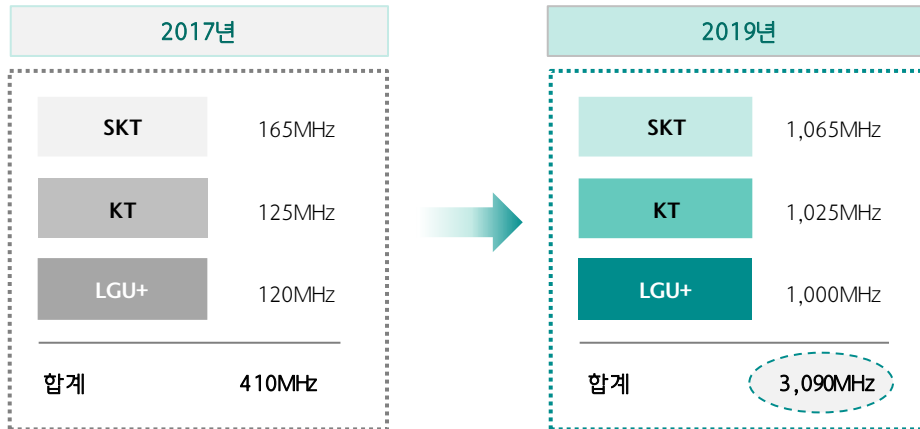 2017년
SKT 165MHz
KT 125MHz
LGU+ 120MHz
합계 410MHz
2019년
SKT 1,065MHz
KT 1,025MHz
LGU+ 1,000MHz
합계 3,090MHz